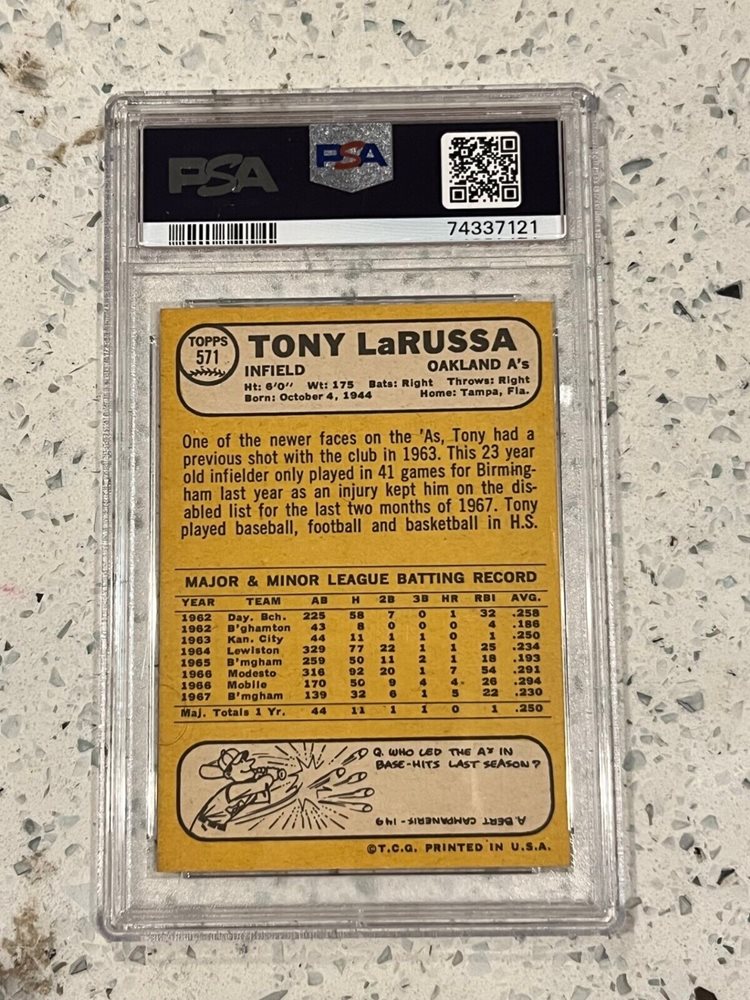 PSA PSA
74337121
TOPPS
571
TONY LaRUSSA
INFIELD OAKLAND A's
Ht: 6'0" Wt: 175 Bats: Right Throws: Right
Born: October 4, 1944 Home: Tampa, Fla.
One of the newer faces on the 'As, Tony had a
previous shot with the club in 1963. This 23 year
old infielder only played in 41 games for Birming-
ham last year as an injury kept him on the dis-
abled list for the last two months of 1967. Tony
played baseball, football and basketball in H.S.
MAJOR & MINOR LEAGUE BATTING RECORD
YEAR TEAM AB H 2B 3B HR RBI AVG.
1962 Day. Bch. 225 58 7 0 1 32 .258
1962 B'ghamton 43 8 0 0 0 4 .186
1963 Kan. City 44 11 1 1 0 1 .250
1964 Lewiston 329 77 22 1 1 25 .234
1965 B'mgham 259 50 11 2 1 18 .193
1966 Modesto 316 92 20 1 7 54 .291
1966 Mobile 170 50 9 4 4 26 .294
1967 B'mgham 139 32 6 1 5 22 .230
Maj. Totals 1 Yr. 44 11 1 1 0 1 .250
Q. WHO LED THE A's IN
BASE-HITS LAST SEASON?
A. BERT CAMPANERIS - 149
©T.C.G. PRINTED IN U.S.A.